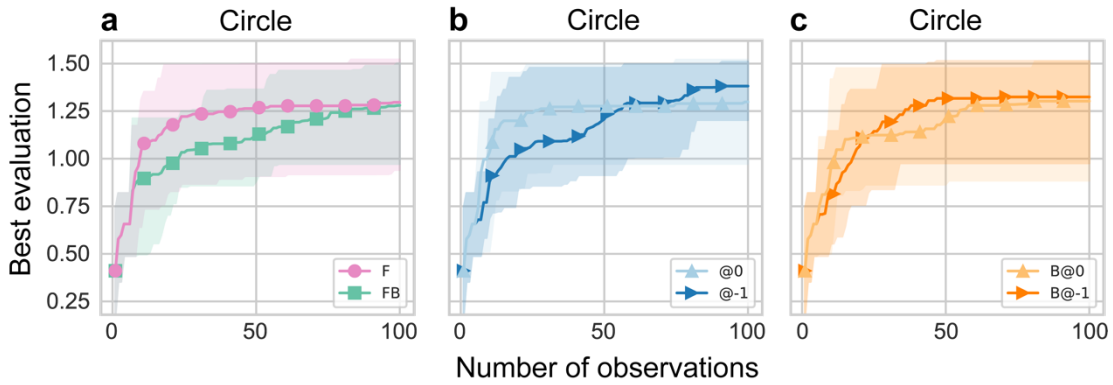 a Circle
b Circle
c Circle
Best evaluation
1.50
1.25
1.00
0.75
0.50
0.25
F
FB
@0
@-1
B@0
B@-1
0 50 100
0 50 100
0 50 100
Number of observations